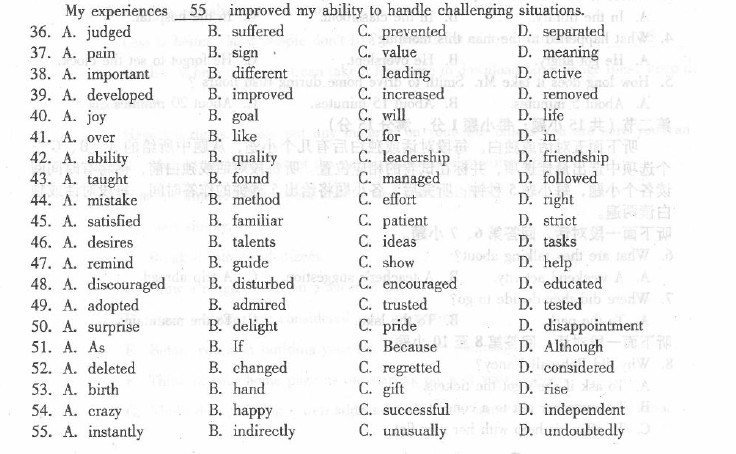 My experiences 55 improved my ability to handle challenging situations.
36. A. judged B. suffered C. prevented D. separated
37. A. pain B. sign C. value D. meaning
38. A. important B. different C. leading D. active
39. A. developed B. improved C. increased D. removed
40. A. joy B. goal C. will D. life
41. A. over B. like C. for D. in
42. A. ability B. quality C. leadership D. friendship
43. A. taught B. found C. managed D. followed
44. A. mistake B. method C. effort D. right
45. A. satisfied B. familiar C. patient D. strict
46. A. desires B. talents C. ideas D. tasks
47. A. remind B. guide C. show D. help
48. A. discouraged B. disturbed C. encouraged D. educated
49. A. adopted B. admired C. trusted D. tested
50. A. surprise B. delight C. pride D. disappointment
51. A. As B. If C. Because D. Although
52. A. deleted B. changed C. regretted D. considered
53. A. birth B. hand C. gift D. rise
54. A. crazy B. happy C. successful D. independent
55. A. instantly B. indirectly C. unusually D. undoubtedly